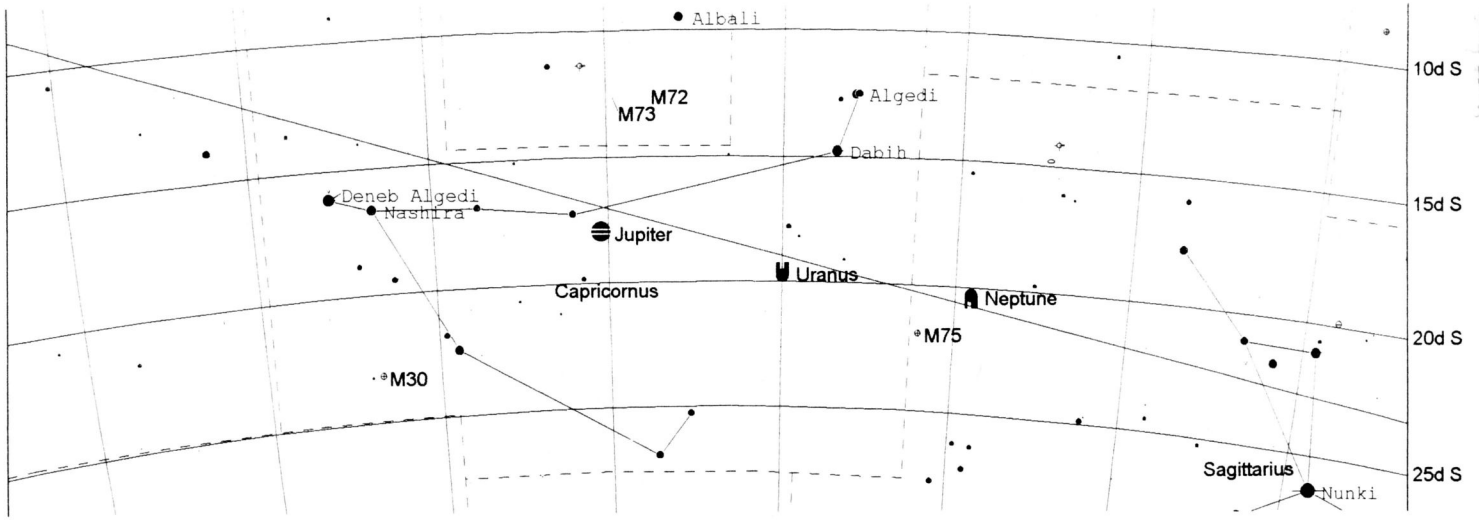 Albali
10d S
M72
Algedi
M73
Dabih
Deneb Algedi
15d S
Nashira
Jupiter
Uranus
Capricornus
Neptune
M75
20d S
M30
Sagittarius
25d S
Nunki